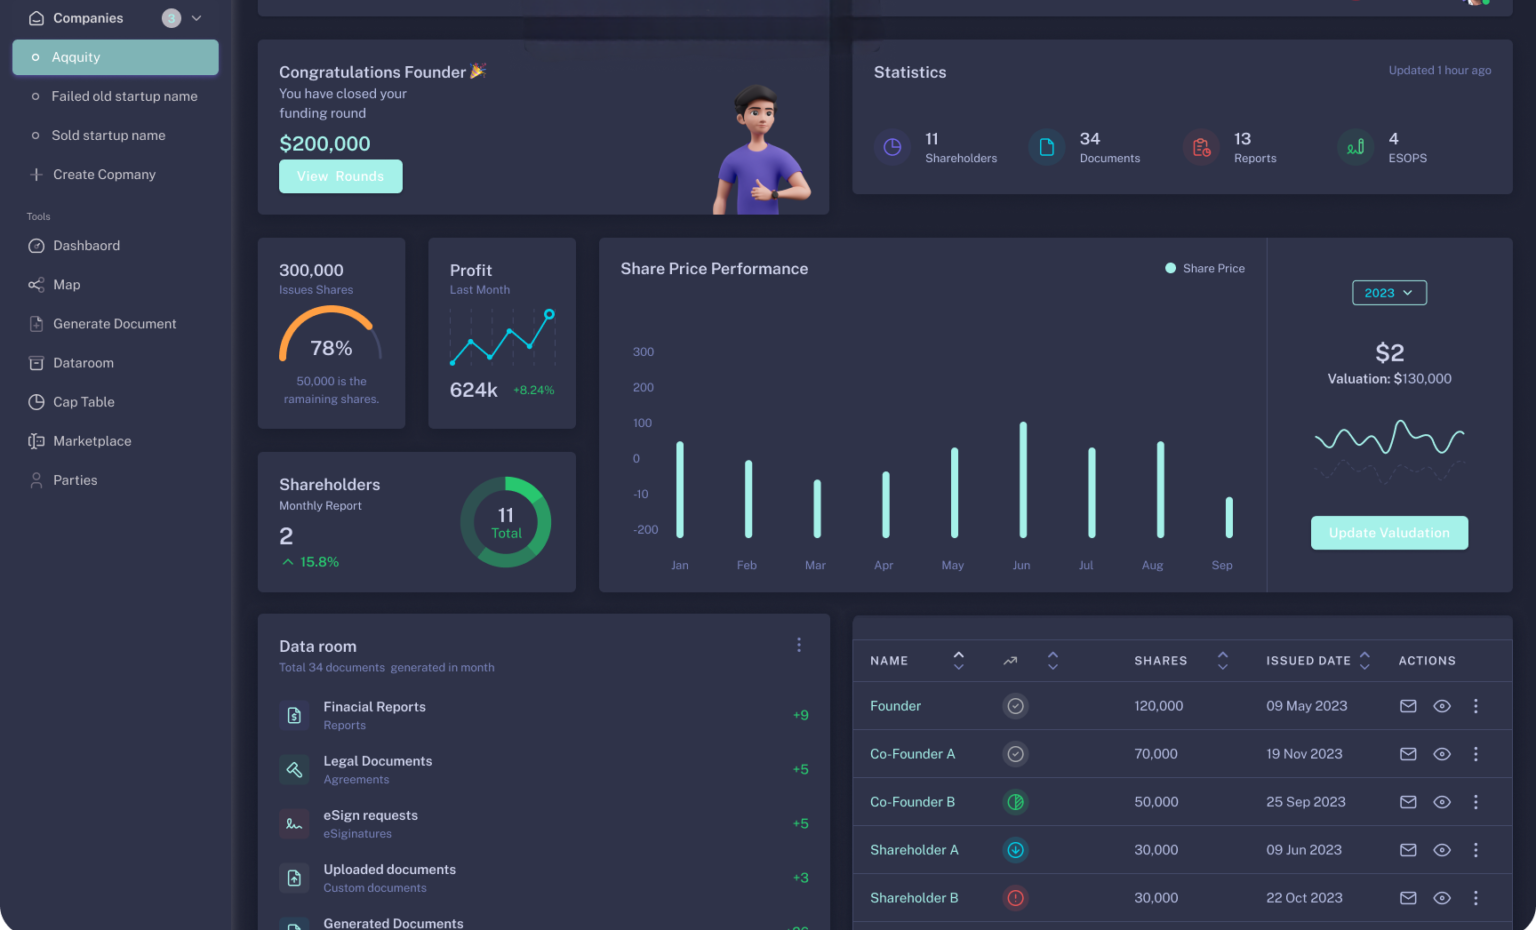 Companies
3
Aqquity
Failed old startup name
Sold startup name
Create Copmany
Tools
Dashbaord
Map
Generate Document
Dataroom
Cap Table
Marketplace
Parties
Congratulations Founder 🎉
You have closed your
funding round
$200,000
View Rounds
Statistics
Updated 1 hour ago
11
Shareholders
34
Documents
13
Reports
4
ESOPS
300,000
Issues Shares
78%
50,000 is the
ramaining shares.
Profit
Last Month
624k
+8.24%
Shareholders
Monthly Report
2
15.8%
11
Total
Share Price Performance
Share Price
300
200
100
0
-10
-200
Jan
Feb
Mar
Apr
May
Jun
Jul
Aug
Sep
2023
$2
Valuation: $130,000
Update Valudation
Data room
Total 34 documents generated in month
Finacial Reports
Reports
+9
Legal Documents
Agreements
+5
eSign requests
eSiginatures
+5
Uploaded documents
Custom documents
+3
Generated Documents
NAME SHARES ISSUED DATE ACTIONS
Founder 120,000 09 May 2023
Co-Founder A 70,000 19 Nov 2023
Co-Founder B 50,000 25 Sep 2023
Shareholder A 30,000 09 Jun 2023
Shareholder B 30,000 22 Oct 2023